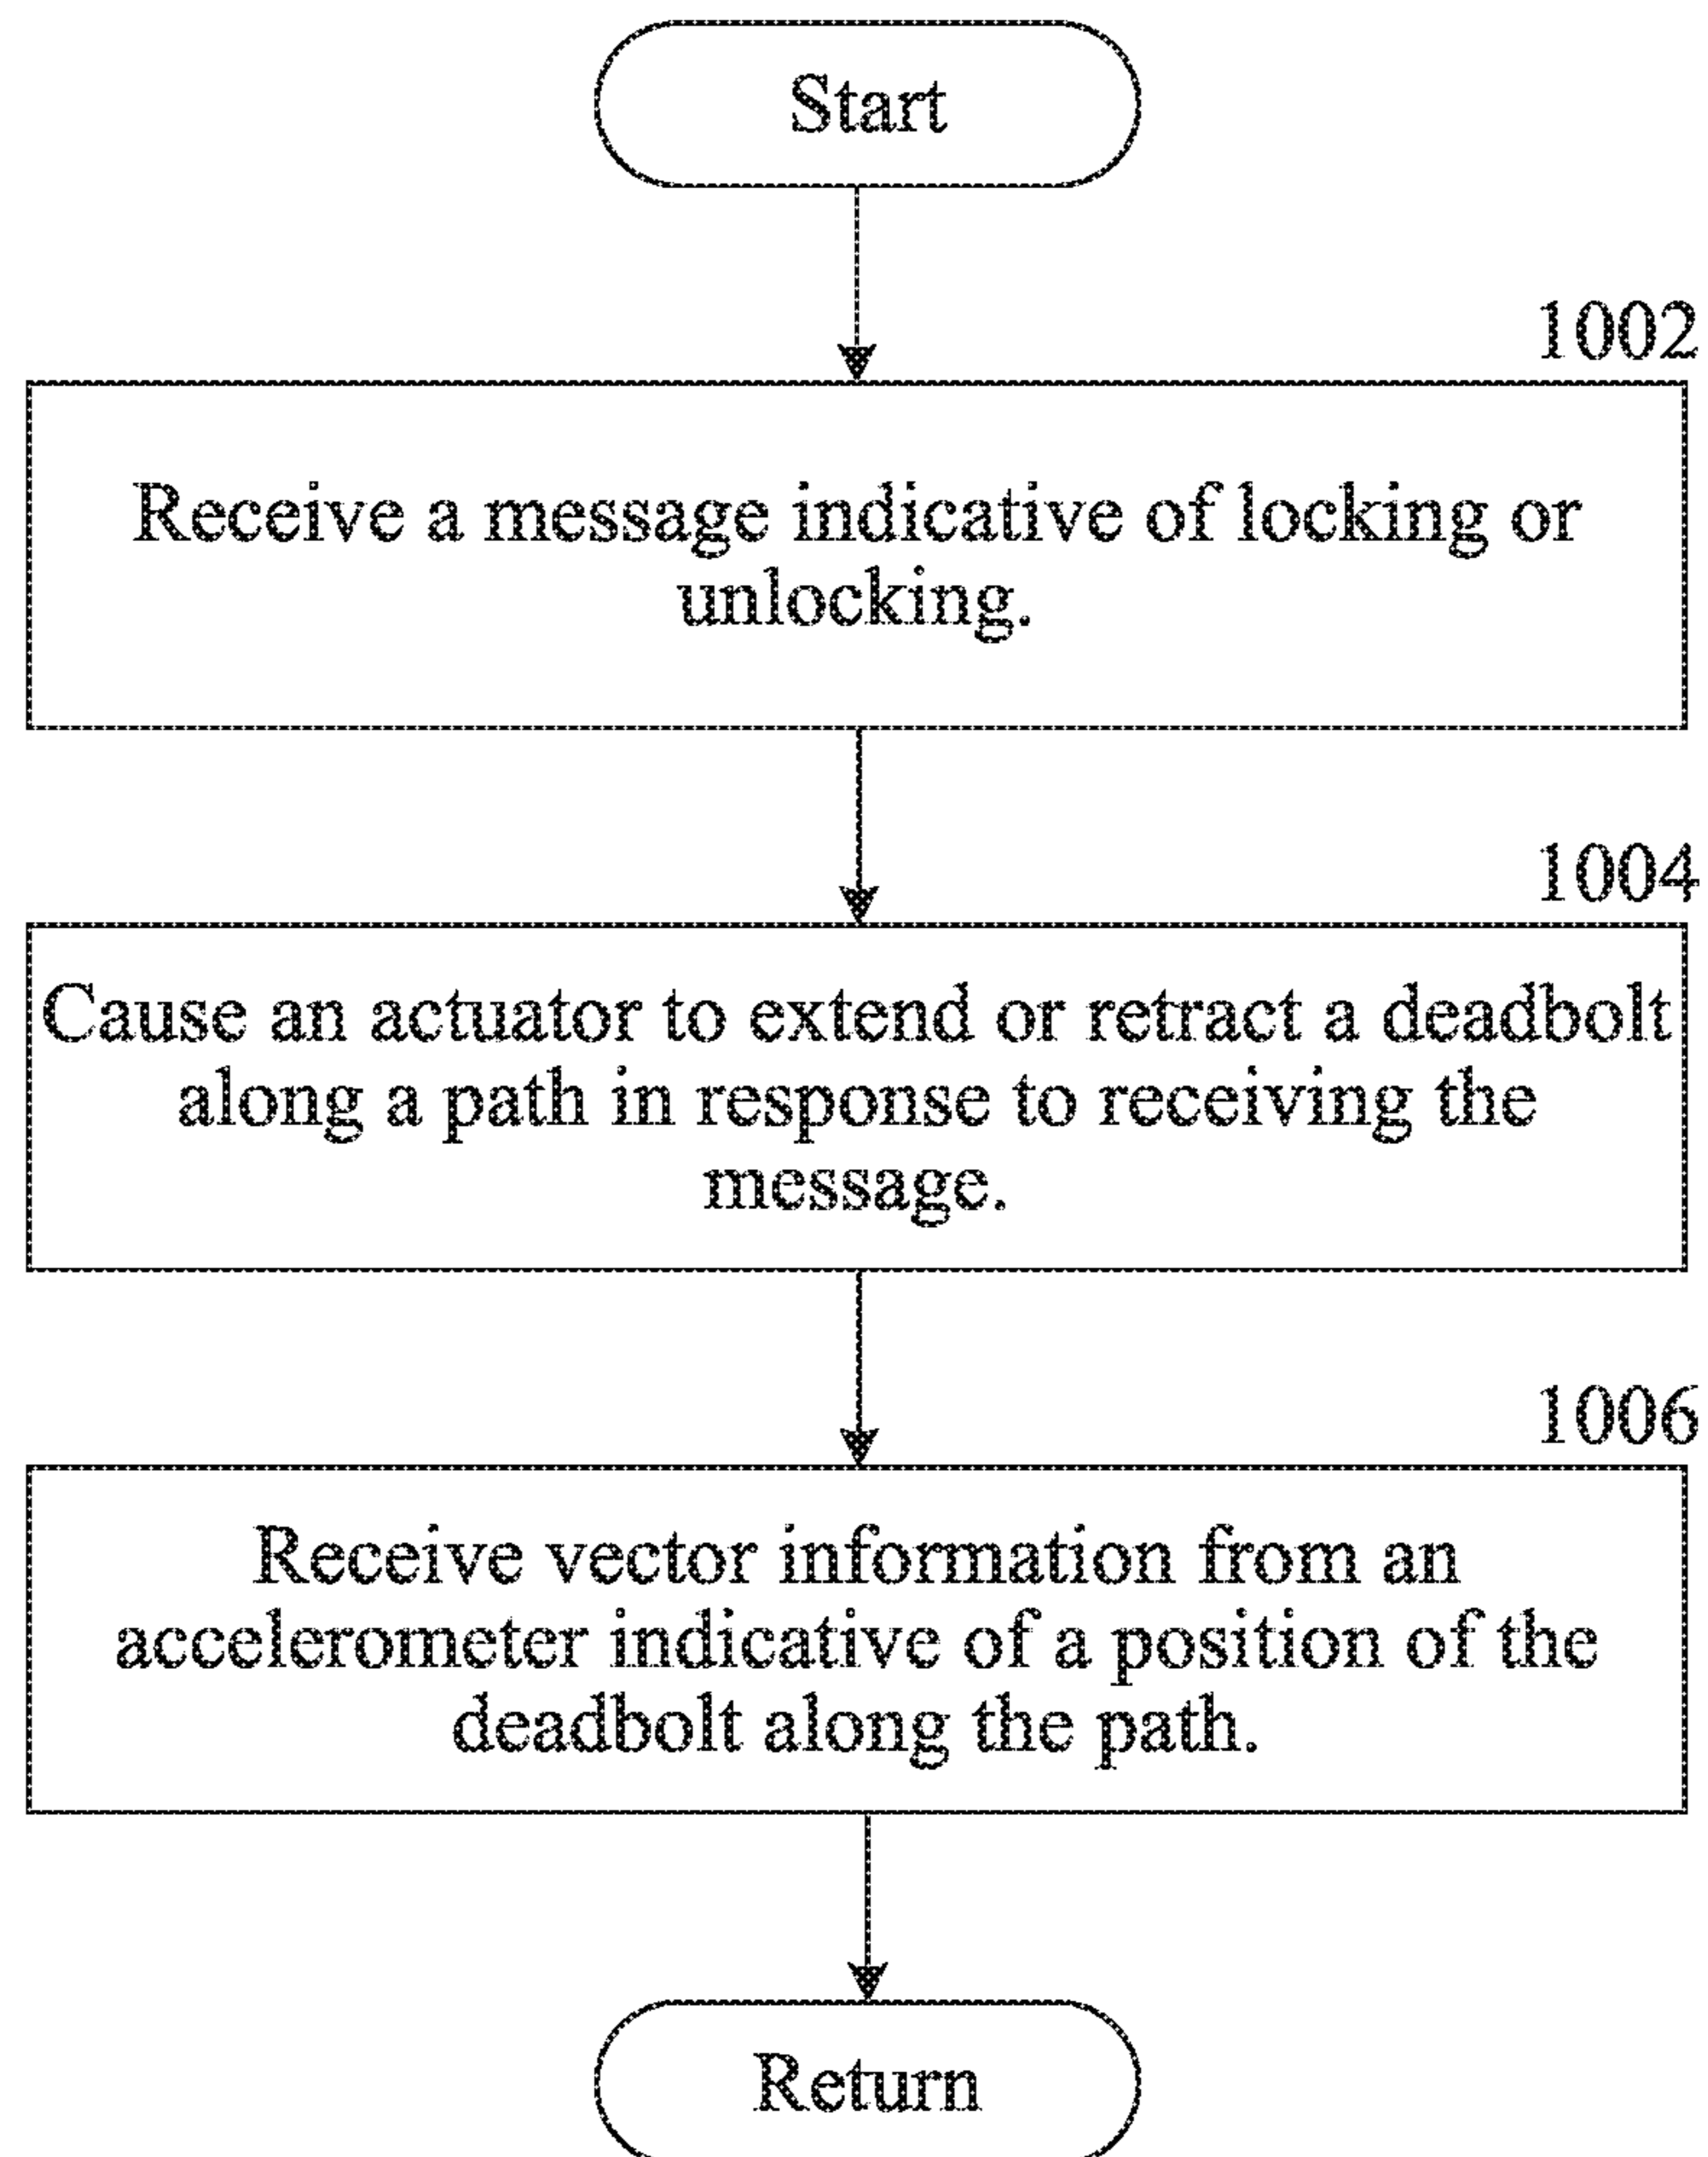 Start
1002
Receive a message indicative of locking or
unlocking.
1004
Cause an actuator to extend or retract a deadbolt
along a path in response to receiving the
message.
1006
Receive vector information from an
accelerometer indicative of a position of the
deadbolt along the path.
Return